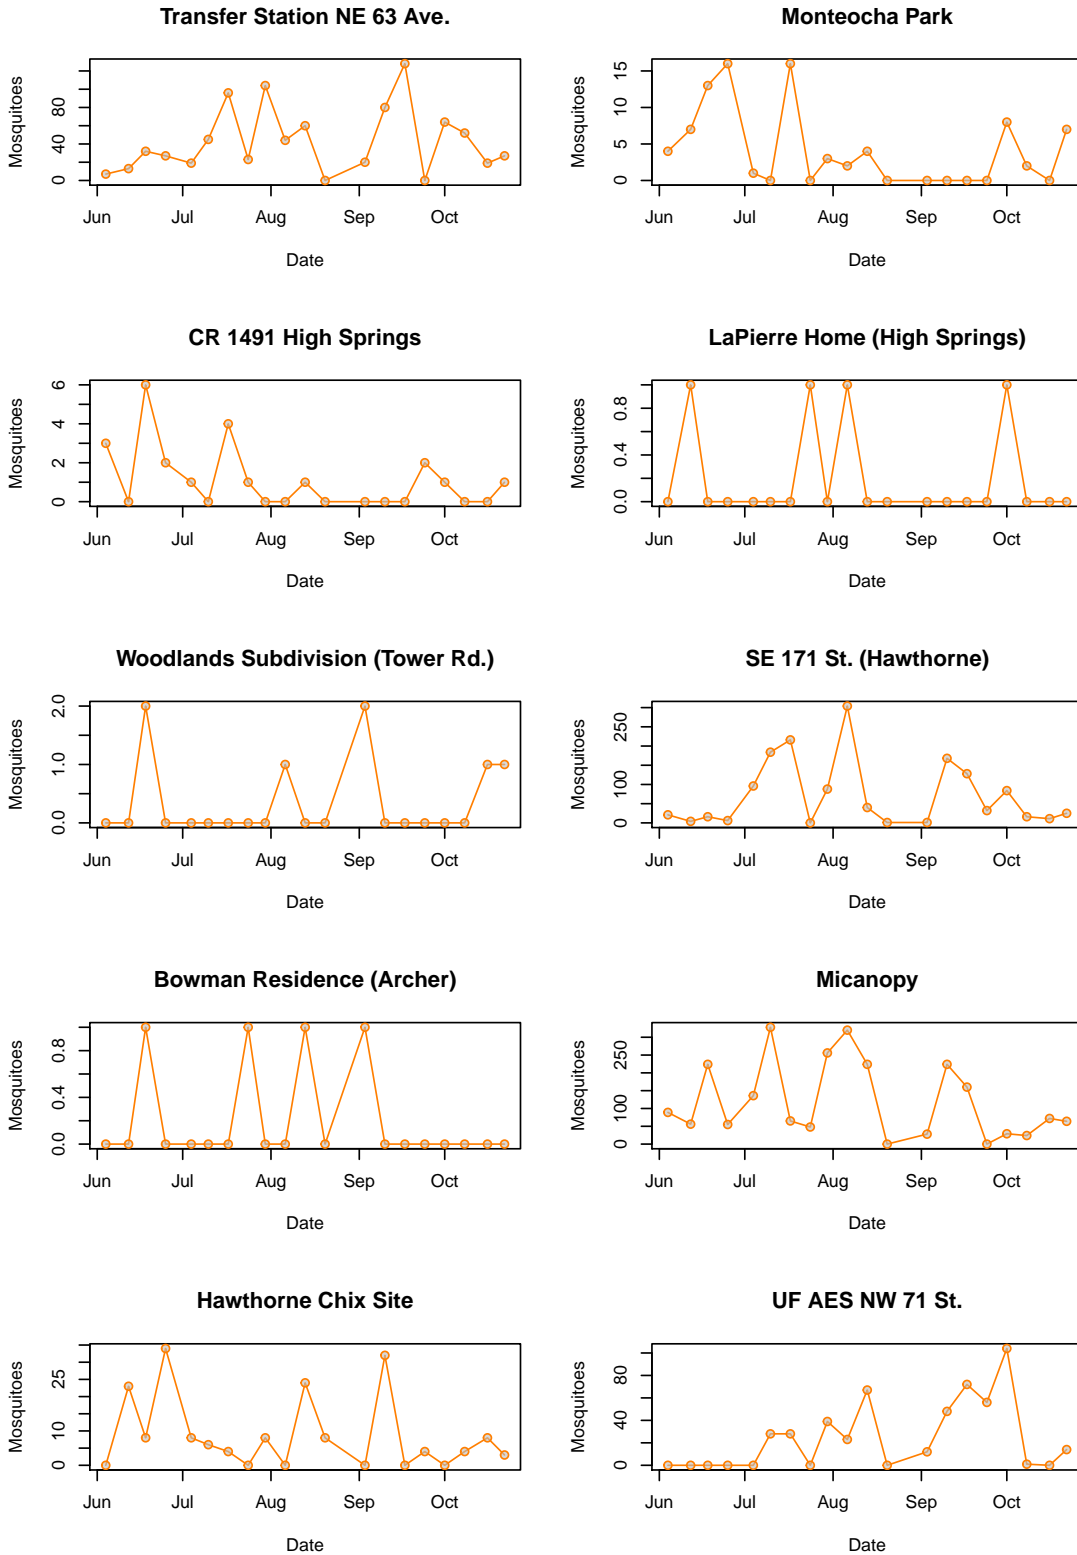 Transfer Station NE 63 Ave.
Mosquitoes
0 40 80
Jun Jul Aug Sep Oct
Date
Monteocha Park
Mosquitoes
0 5 10 15
Jun Jul Aug Sep Oct
Date
CR 1491 High Springs
Mosquitoes
0 2 4 6
Jun Jul Aug Sep Oct
Date
LaPierre Home (High Springs)
Mosquitoes
0.0 0.4 0.8
Jun Jul Aug Sep Oct
Date
Woodlands Subdivision (Tower Rd.)
Mosquitoes
0.0 1.0 2.0
Jun Jul Aug Sep Oct
Date
SE 171 St. (Hawthorne)
Mosquitoes
0 100 250
Jun Jul Aug Sep Oct
Date
Bowman Residence (Archer)
Mosquitoes
0.0 0.4 0.8
Jun Jul Aug Sep Oct
Date
Micanopy
Mosquitoes
0 100 250
Jun Jul Aug Sep Oct
Date
Hawthorne Chix Site
Mosquitoes
0 10 25
Jun Jul Aug Sep Oct
Date
UF AES NW 71 St.
Mosquitoes
0 40 80
Jun Jul Aug Sep Oct
Date